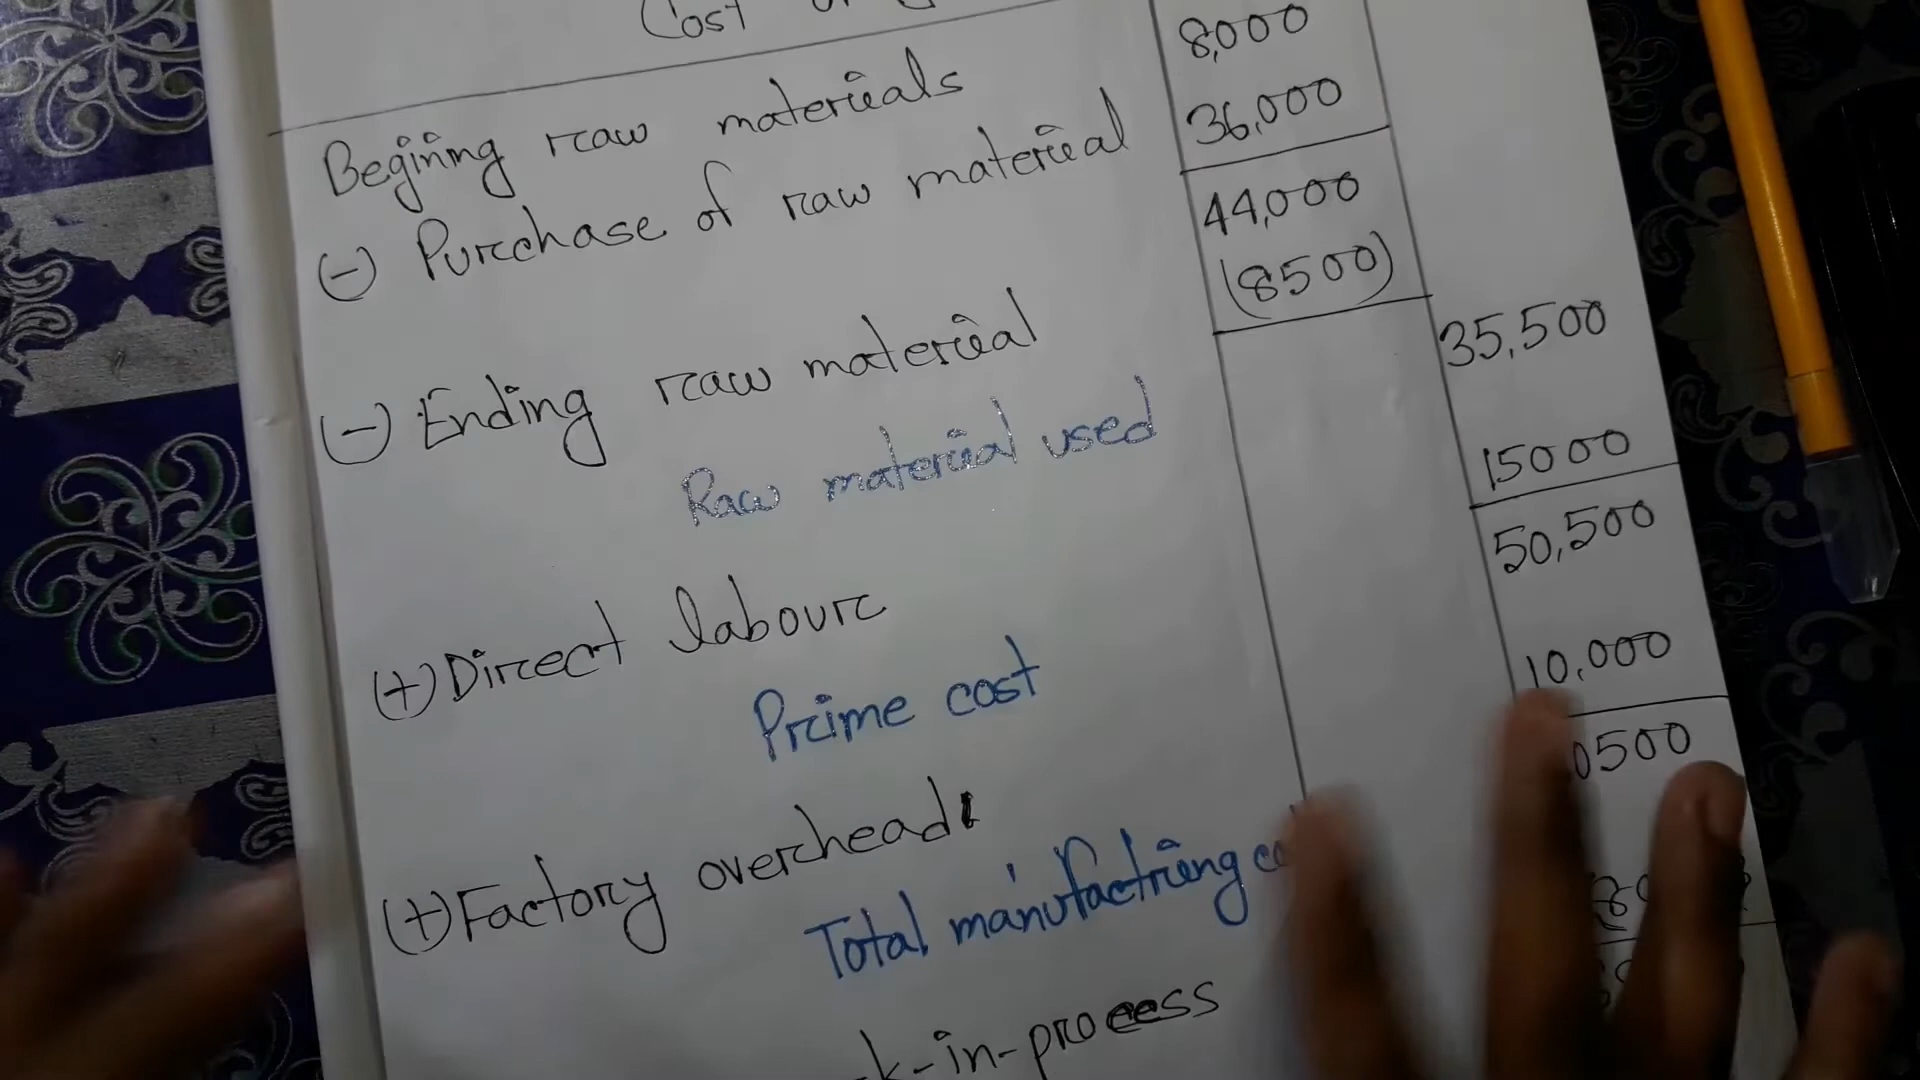 Cost
Begining raw materials 8,000
(-) Purchase of raw material 36,000
44,000
(-) Ending raw material (8500)
Raw material used 35,500
(+) Direct labour 15000
Prime cost 50,500
(+) Factory overhead 10,000
Total manufactring 0500
k-in-process